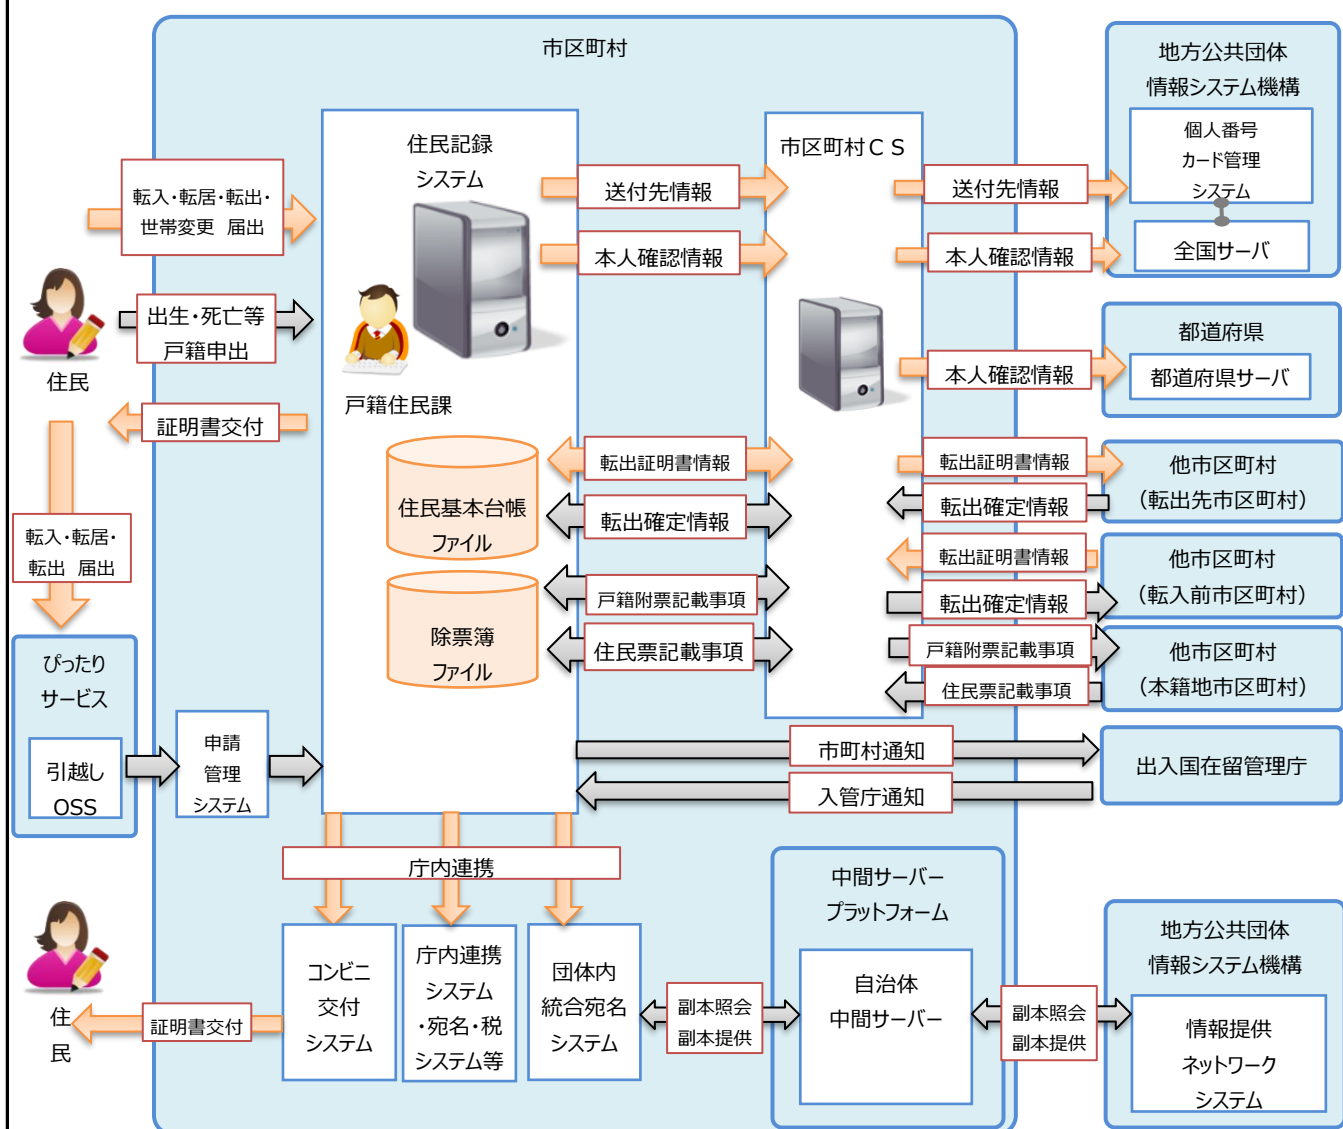 市区町村
地方公共団体
情報システム機構
個人番号
カード管理
システム
全国サーバ
住民記録
システム
市区町村ＣＳ
転入・転居・転出・
世帯変更 届出
送付先情報
送付先情報
本人確認情報
本人確認情報
出生・死亡等
戸籍申出
住民
戸籍住民課
都道府県
都道府県サーバ
本人確認情報
証明書交付
住民基本台帳
ファイル
除票簿
ファイル
転出証明書情報
転出確定情報
戸籍附票記載事項
住民票記載事項
転出証明書情報
転出確定情報
他市区町村
（転出先市区町村）
転出証明書情報
転出確定情報
他市区町村
（転入前市区町村）
戸籍附票記載事項
住民票記載事項
他市区町村
（本籍地市区町村）
転入・転居・
転出 届出
ぴったり
サービス
引越し
OSS
申請
管理
システム
市町村通知
入管庁通知
出入国在留管理庁
庁内連携
コンビニ
交付
システム
庁内連携
システム
・宛名・税
システム等
団体内
統合宛名
システム
中間サーバー
プラットフォーム
自治体
中間サーバー
副本照会
副本提供
副本照会
副本提供
地方公共団体
情報システム機構
情報提供
ネットワーク
システム
証明書交付
住
民